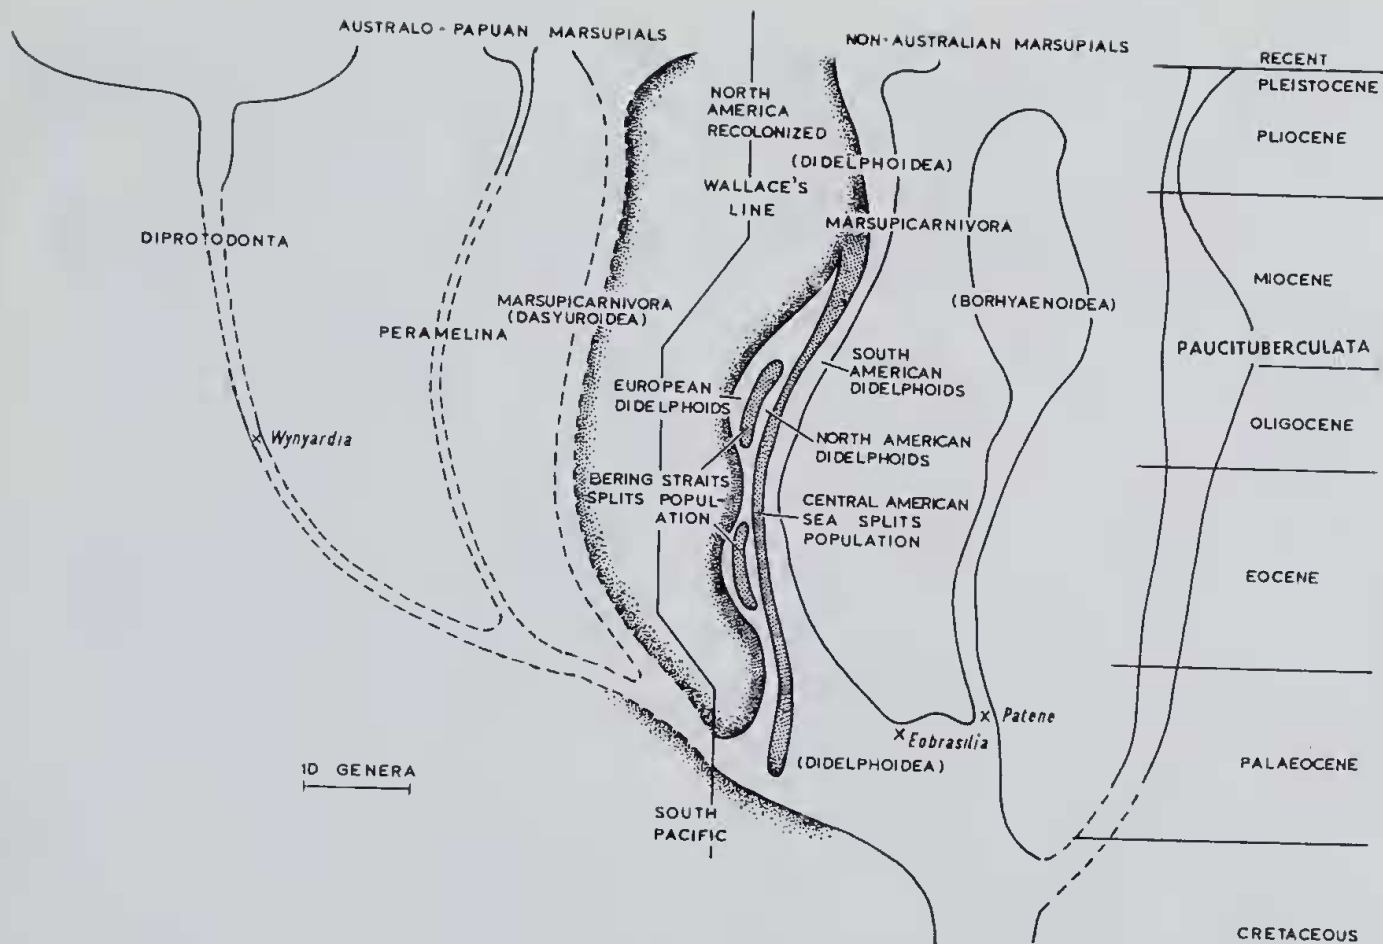 AUSTRALO-PAPUAN MARSUPIALS
NON-AUSTRALIAN MARSUPIALS
RECENT
PLEISTOCENE
PLIOCENE
NORTH
AMERICA
RECOLONIZED
(DIDELPHOIDEA)
WALLACE'S
LINE
MARSUPICARNIVORA
DIPROTODONTA
MIOCENE
MARSUPICARNIVORA
(DASYUROIDEA)
(BORHYAENOIDEA)
PERAMELINA
PAUCITUBERCULATA
SOUTH
AMERICAN
DIDELPHOIDS
EUROPEAN
DIDELPHOIDS
OLIGOCENE
Wynyardia
NORTH AMERICAN
DIDELPHOIDS
BERING STRAITS
SPLITS POPUL-
ATION
CENTRAL AMERICAN
SEA SPLITS
POPULATION
EOCENE
Patene
Eobrasilia
(DIDELPHOIDEA)
PALAEOCENE
10 GENERA
SOUTH
PACIFIC
CRETACEOUS